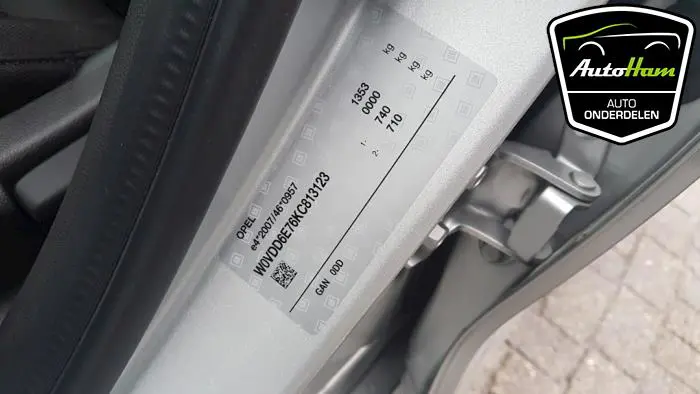 OPEL
e4*2007/46*0957
W0VDD6E76KC813123
1353 kg
0000 kg
1- 740 kg
2- 710 kg
GAN 0DD
AutoHam
AUTO
ONDERDELEN